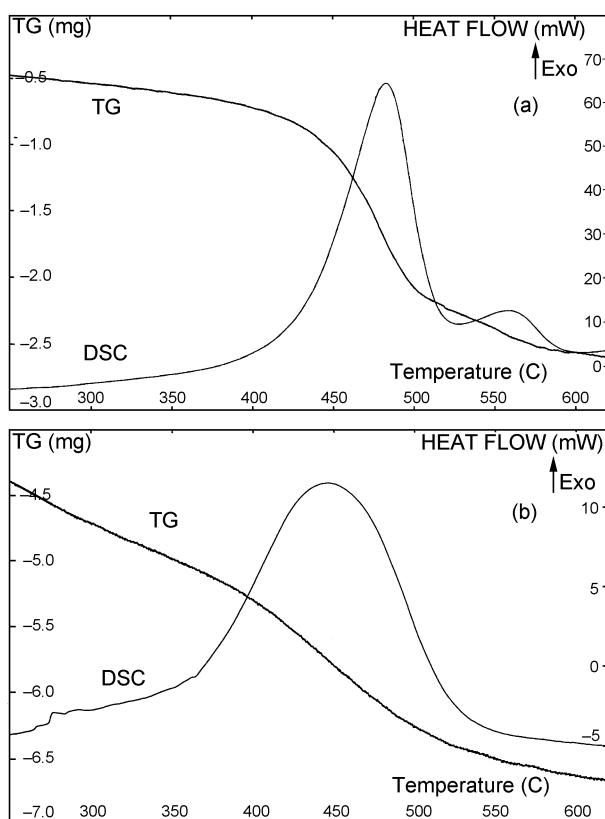 TG (mg) HEAT FLOW (mW)
Exo
–0.5 70
TG (a) 60
–1.0 50
40
–1.5 30
–2.0 20
DSC 10
–2.5 Temperature (C) 0
–3.0 300 350 400 450 500 550 600
TG (mg) HEAT FLOW (mW)
Exo
–4.5 TG (b) 10
–5.0
5
–5.5
DSC 0
–6.0
–5
–6.5
Temperature (C)
–7.0 300 350 400 450 500 550 600